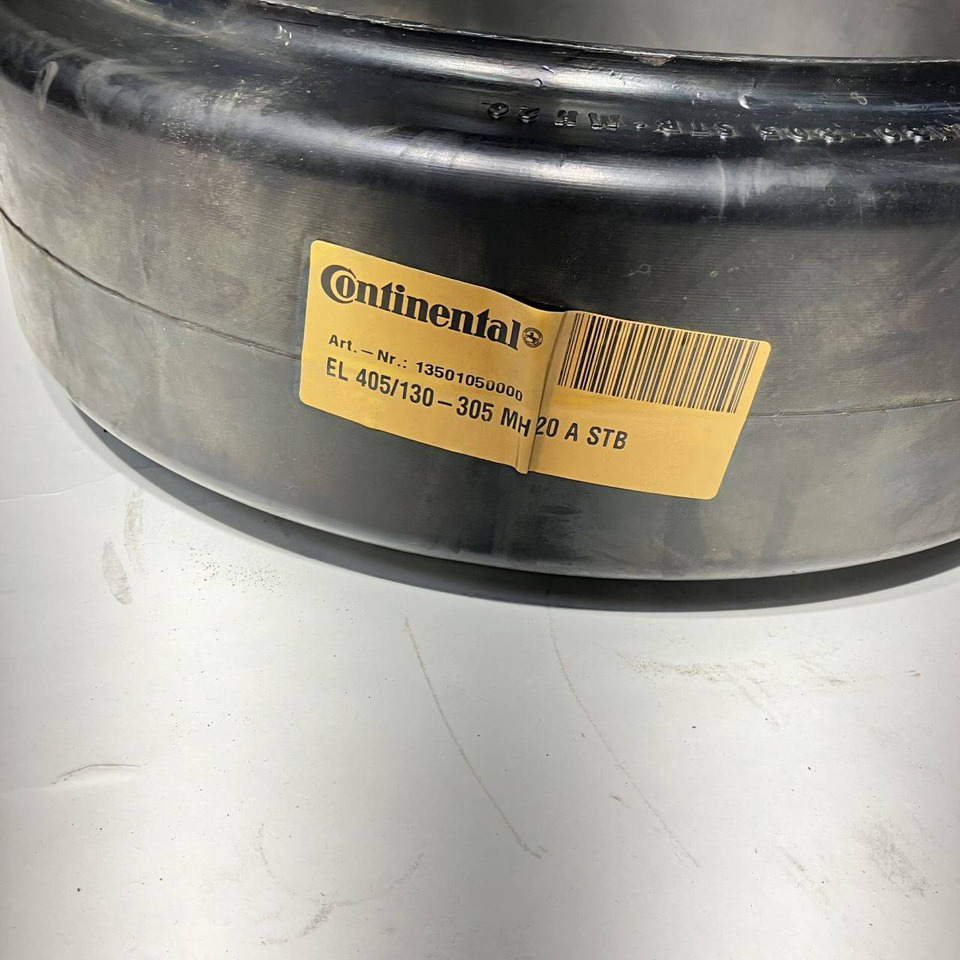 Continental
Art.–Nr.: 13501050000
EL 405/130–305 MH 20 A STB